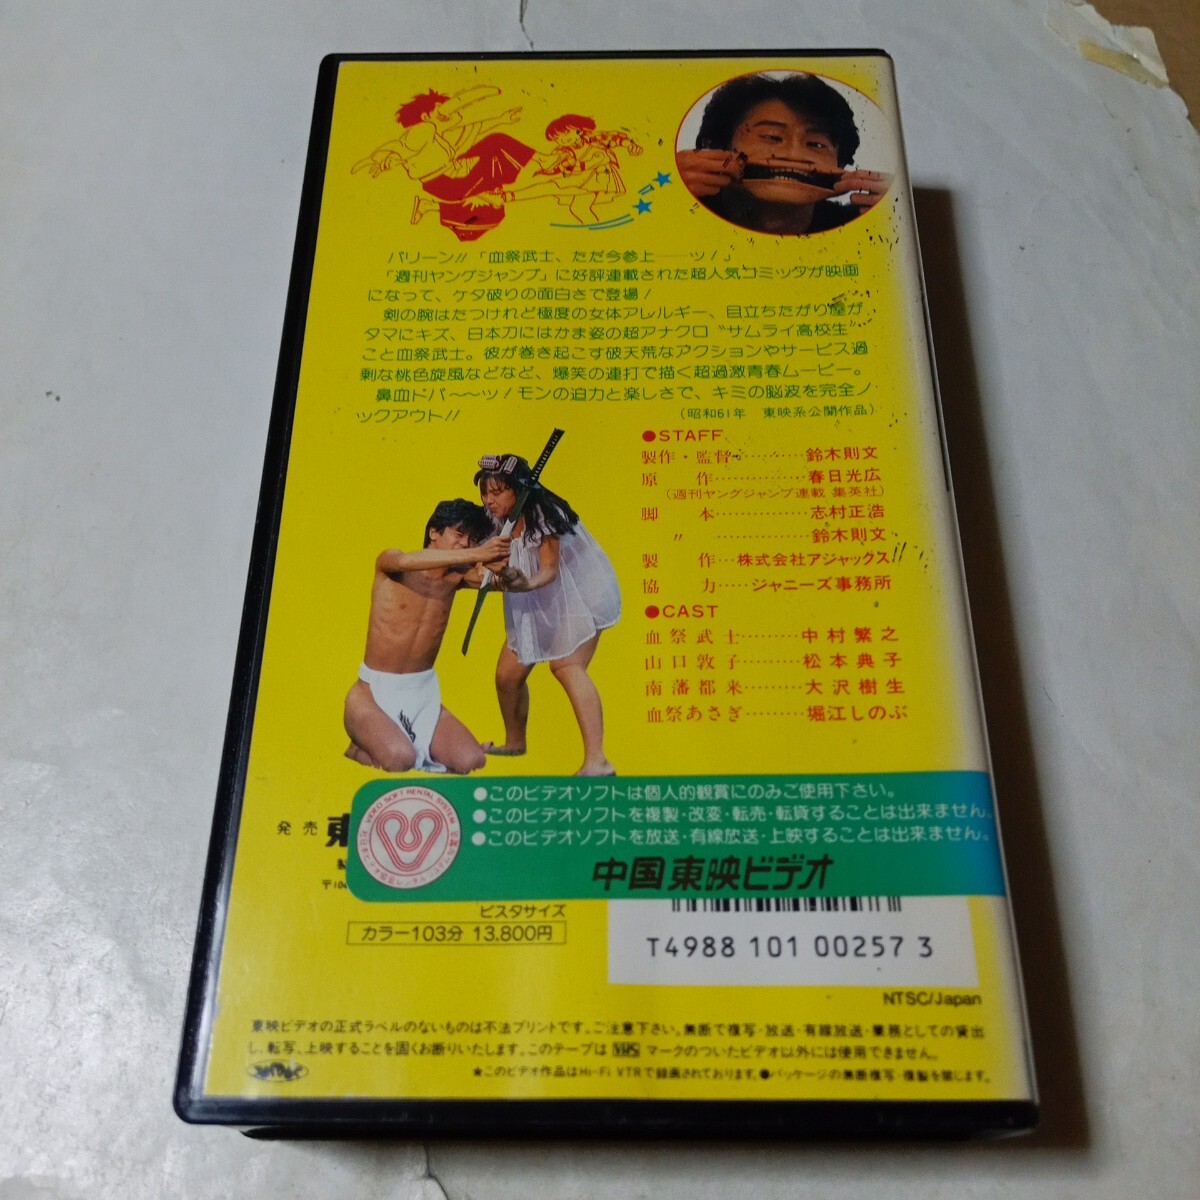 バリーン!!「血祭武士、ただ今参上――ッ!」
「週刊ヤングジャンプ」に好評連載された超人気コミックが映画
になって、ケタ破りの面白さで登場!
剣の腕はたつけれど極度の女体アレルギー、目立ちたがり屋が
タマにキズ、日本刀にはかま姿の超アナクロ“サムライ高校生”
こと血祭武士。彼が巻き起こす破天荒なアクションやサービス過
剰な桃色旋風などなど、爆笑の連打で描く超過激青春ムービー。
鼻血ドバ〜〜ッ!モンの迫力と楽しさで、キミの脳波を完全ノ
ックアウト!!
(昭和61年 東映系公開作品)
●STAFF
製作・監督…………鈴木則文
原作……………春日光広
(週刊ヤングジャンプ連載 集英社)
脚本……………志村正浩
〃……………鈴木則文
製作…株式会社アジャックス
協力……ジャニーズ事務所
●CAST
血祭武士………中村繁之
山口敦子………松本典子
南藩都来………大沢樹生
血祭あさぎ………堀江しのぶ
●このビデオソフトは個人的観賞にのみご使用下さい。
●このビデオソフトを複製・改変・転売・転貸することは出来ません。
●このビデオソフトを放送・有線放送・上映することは出来ません。
VIDEO SOFT RENTAL SYSTEM
中国東映ビデオ
発売 東
〒104
ビスタサイズ
カラー103分 13,800円
T4988 101 00257 3
NTSC/Japan
東映ビデオの正式ラベルのないものは不法プリントです。ご注意下さい。無断で複写・放送・有線放送・業務としての貸出
し、転写、上映することを固くお断りいたします。このテープは VHS マークのついたビデオ以外には使用できません。
★このビデオ作品はHi-Fi VTRで録画されております。●パッケージの無断複写・複製を禁じます。